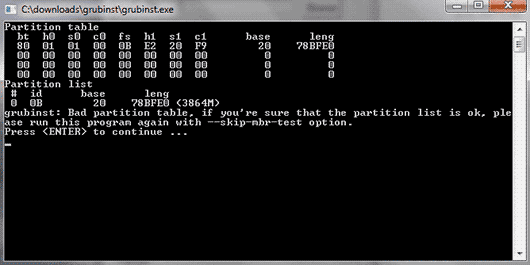 C:\downloads\grubinst\grubinst.exe
Partition table
bt h0 s0 c0 fs h1 s1 c1 base leng
80 01 01 00 0B E2 20 F9 20 78BFE0
00 00 00 00 00 00 00 00 0 0
00 00 00 00 00 00 00 00 0 0
00 00 00 00 00 00 00 00 0 0
Partition list
# id base leng
0 0B 20 78BFE0 (3864M)
grubinst: Bad partition table, if you're sure that the partition list is ok, ple
ase run this program again with --skip-mbr-test option.
Press <ENTER> to continue ...